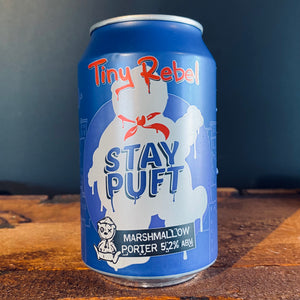 Tiny Rebel
STAY
PUFT
MARSHMALLOW
PORTER 5.2% ABV